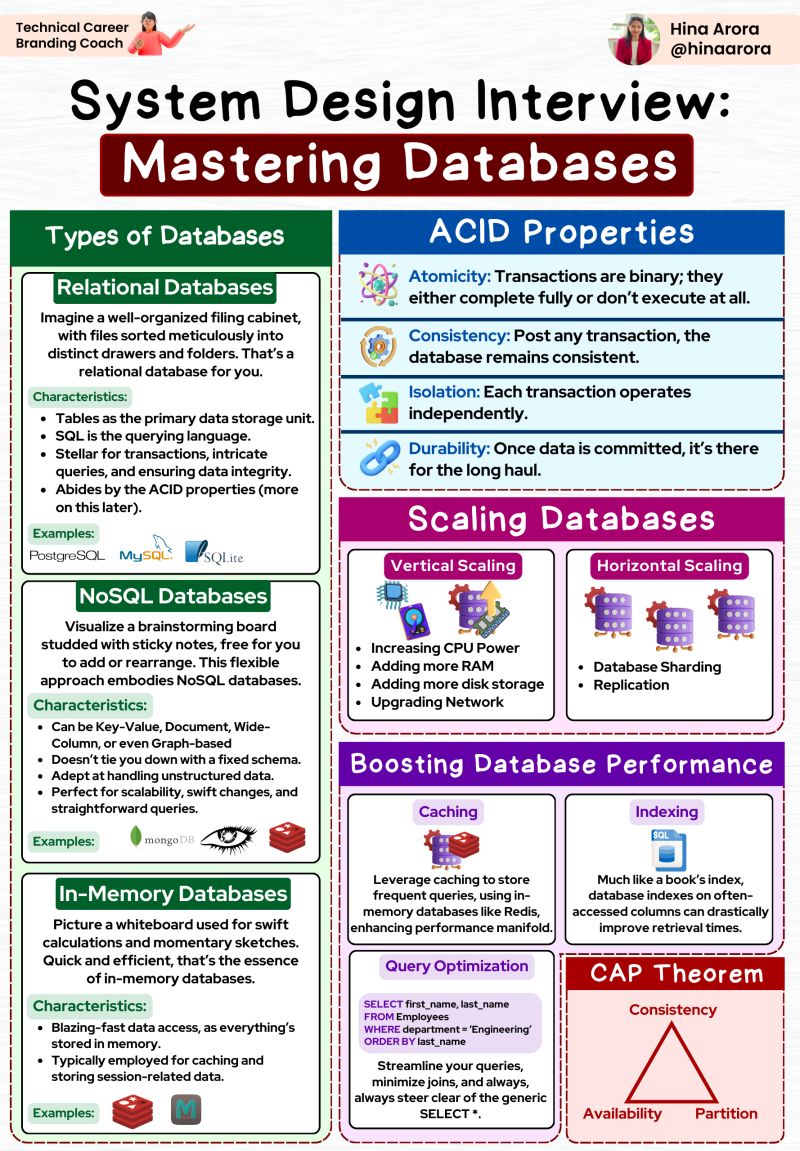 Technical Career
Branding Coach
Hina Arora
@hinaarora
System Design Interview:
Mastering Databases
Types of Databases
Relational Databases
Imagine a well-organized filing cabinet,
with files sorted meticulously into
distinct drawers and folders. That's a
relational database for you.
Characteristics:
• Tables as the primary data storage unit.
• SQL is the querying language.
• Stellar for transactions, intricate
queries, and ensuring data integrity.
• Abides by the ACID properties (more
on this later).
Examples:
PostgreSQL MySQL SQLite
NoSQL Databases
Visualize a brainstorming board
studded with sticky notes, free for you
to add or rearrange. This flexible
approach embodies NoSQL databases.
Characteristics:
• Can be Key-Value, Document, Wide-
Column, or even Graph-based
• Doesn't tie you down with a fixed schema.
• Adept at handling unstructured data.
• Perfect for scalability, swift changes, and
straightforward queries.
Examples:
mongoDB
In-Memory Databases
Picture a whiteboard used for swift
calculations and momentary sketches.
Quick and efficient, that's the essence
of in-memory databases.
Characteristics:
• Blazing-fast data access, as everything's
stored in memory.
• Typically employed for caching and
storing session-related data.
Examples:
M
ACID Properties
Atomicity: Transactions are binary; they
either complete fully or don't execute at all.
Consistency: Post any transaction, the
database remains consistent.
Isolation: Each transaction operates
independently.
Durability: Once data is committed, it's there
for the long haul.
Scaling Databases
Vertical Scaling
• Increasing CPU Power
• Adding more RAM
• Adding more disk storage
• Upgrading Network
Horizontal Scaling
• Database Sharding
• Replication
Boosting Database Performance
Caching
Leverage caching to store
frequent queries, using in-
memory databases like Redis,
enhancing performance manifold.
Indexing
SQL
Much like a book's index,
database indexes on often-
accessed columns can drastically
improve retrieval times.
Query Optimization
SELECT first_name, last_name
FROM Employees
WHERE department = 'Engineering'
ORDER BY last_name
Streamline your queries,
minimize joins, and always,
always steer clear of the generic
SELECT *.
CAP Theorem
Consistency
Availability Partition